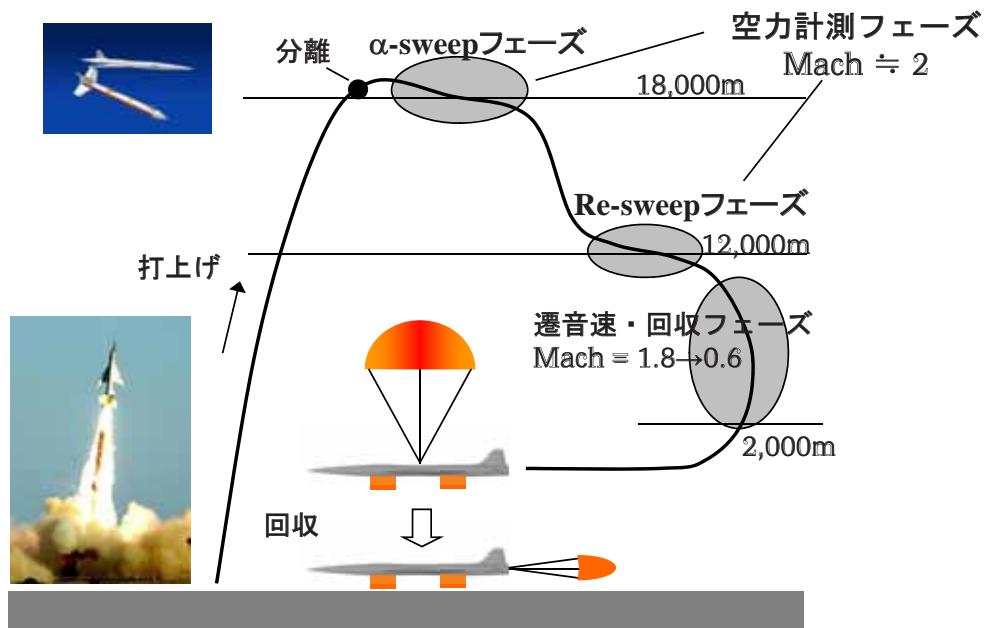 分離
α-sweepフェーズ
空力計測フェーズ
Mach ≒ 2
18,000m
Re-sweepフェーズ
12,000m
打上げ
遷音速・回収フェーズ
Mach = 1.8→0.6
2,000m
回収